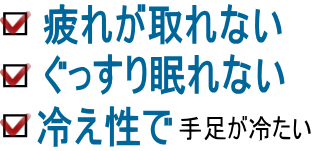 疲れが取れない
ぐっすり眠れない
冷え性で 手足が冷たい